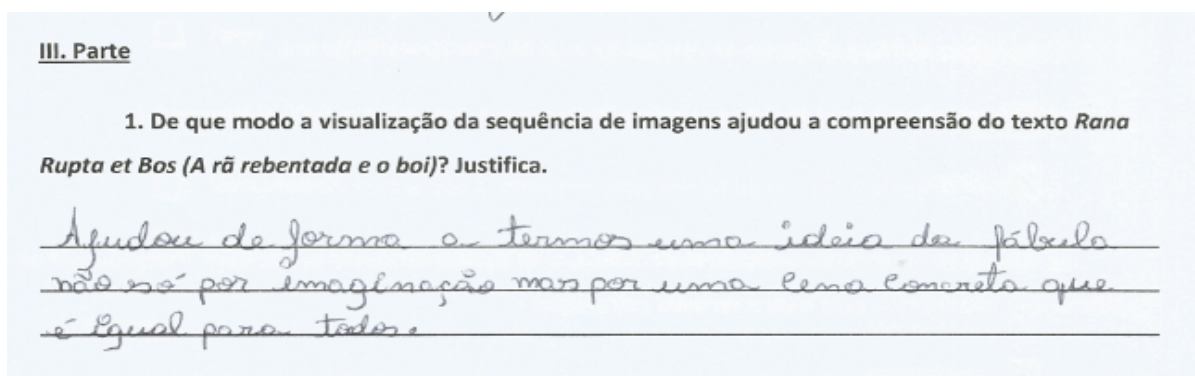 III. Parte
1. De que modo a visualização da sequência de imagens ajudou a compreensão do texto Rana
Rupta et Bos (A rã rebentada e o boi)? Justifica.
Ajudou de forma a termos uma ideia da fábula
não só por imaginação mas por uma cena concreta que
é igual para todos.